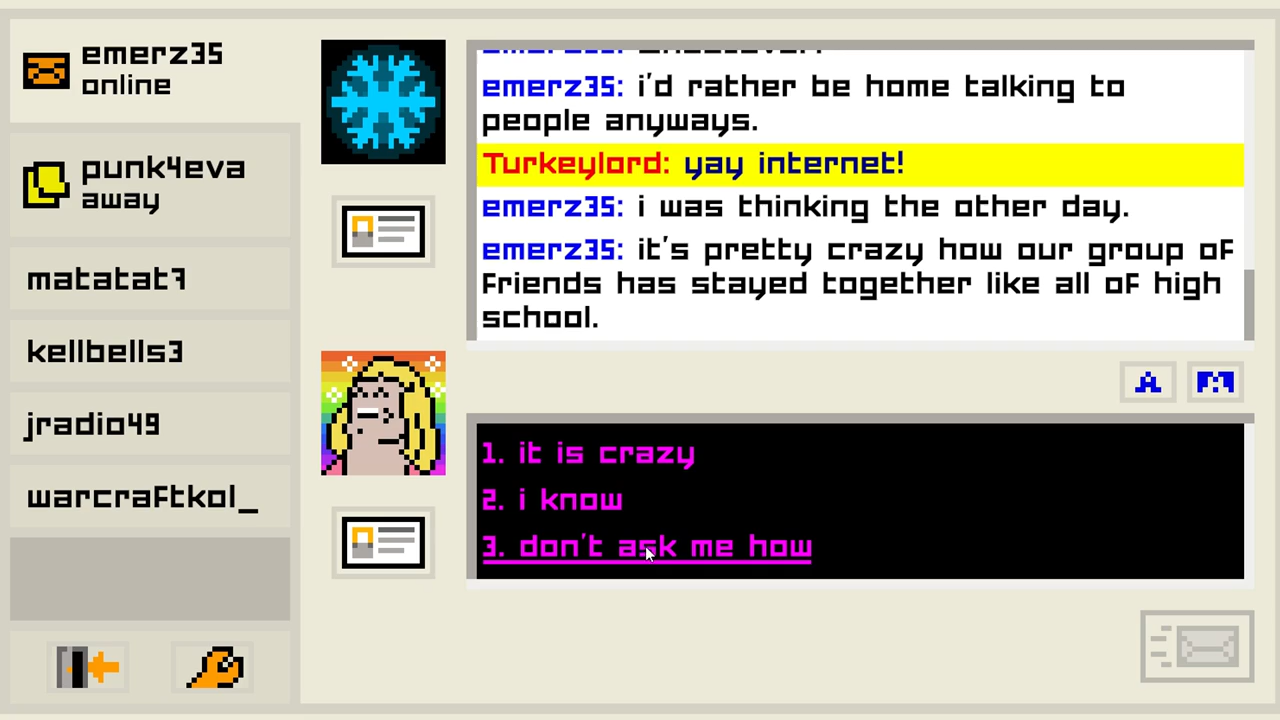 emerz35
online
punk4eva
away
matatat7
kellbells3
jradio49
warcraftkol_
emerz35: i'd rather be home talking to
people anyways.
Turkeylord: yay internet!
emerz35: i was thinking the other day.
emerz35: it's pretty crazy how our group of
friends has stayed together like all of high
school.
A
1. it is crazy
2. i know
3. don't ask me how